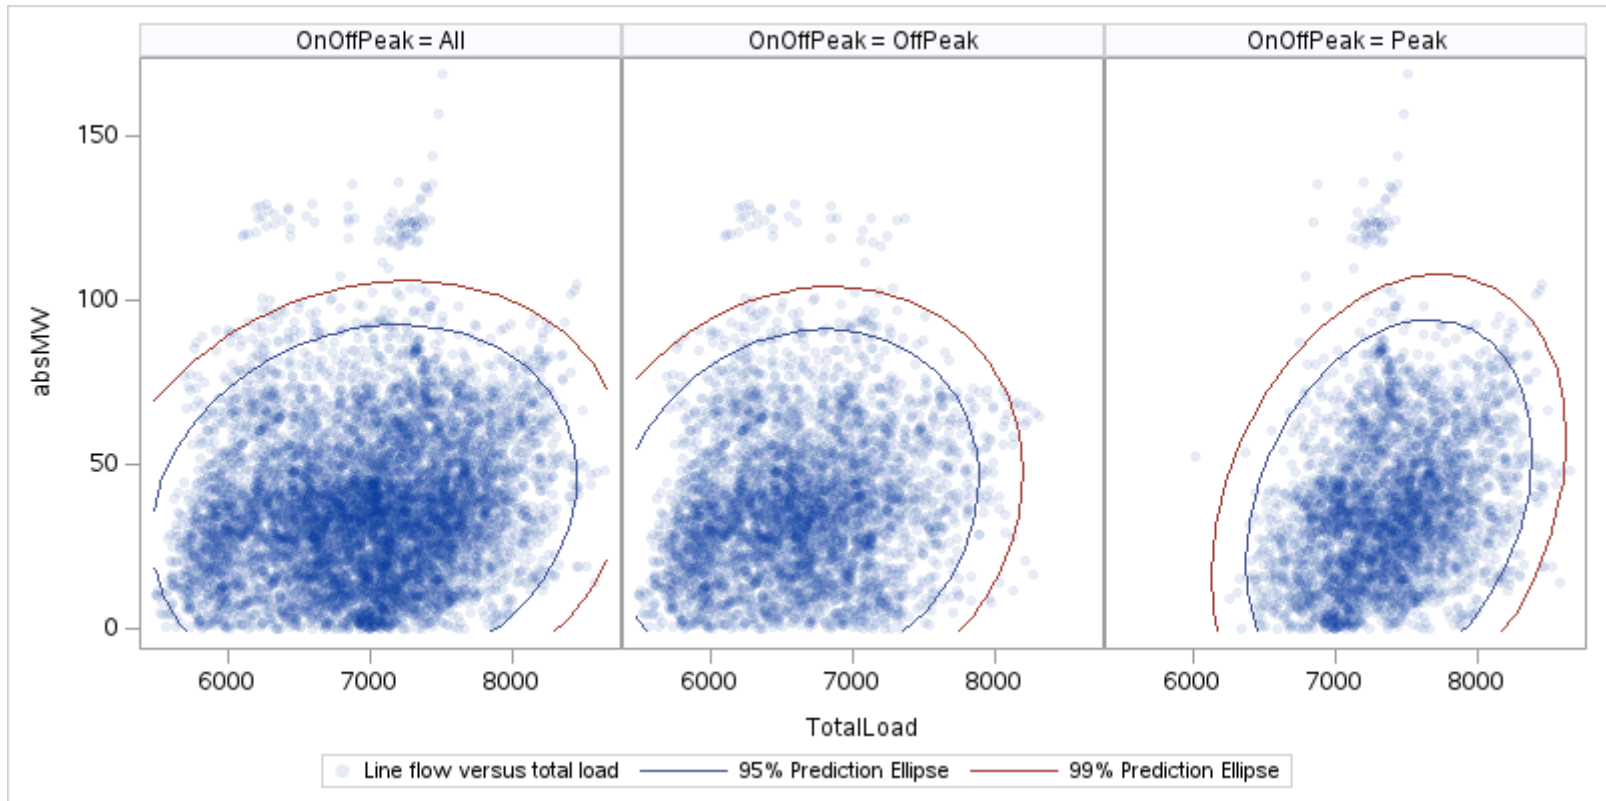 OnOffPeak = All
OnOffPeak = OffPeak
OnOffPeak = Peak
absMW
150
100
50
0
6000 7000 8000
6000 7000 8000
6000 7000 8000
TotalLoad
Line flow versus total load
95% Prediction Ellipse
99% Prediction Ellipse